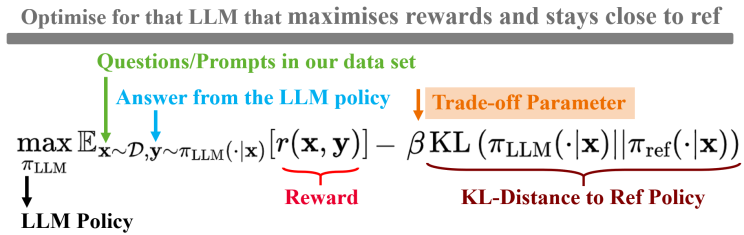 Optimise for that LLM that maximises rewards and stays close to ref
Questions/Prompts in our data set
Answer from the LLM policy
Trade-off Parameter
max_{π_LLM} 𝔼_{x∼𝒟,y∼π_LLM(·|x)}[r(x, y)] − β KL (π_LLM(·|x)||π_ref(·|x))
Reward
KL-Distance to Ref Policy
LLM Policy